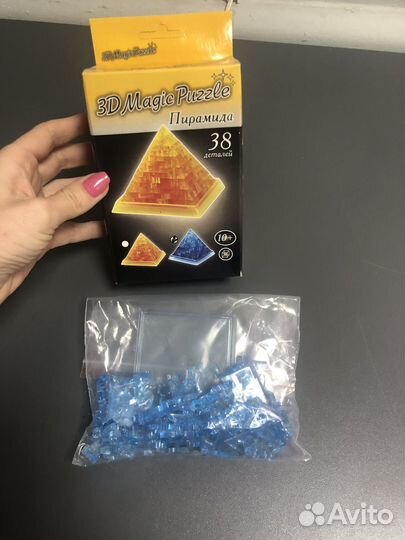 3D Magic Puzzle
3D Magic Puzzle
Пирамида
38
деталей
10+
Avito